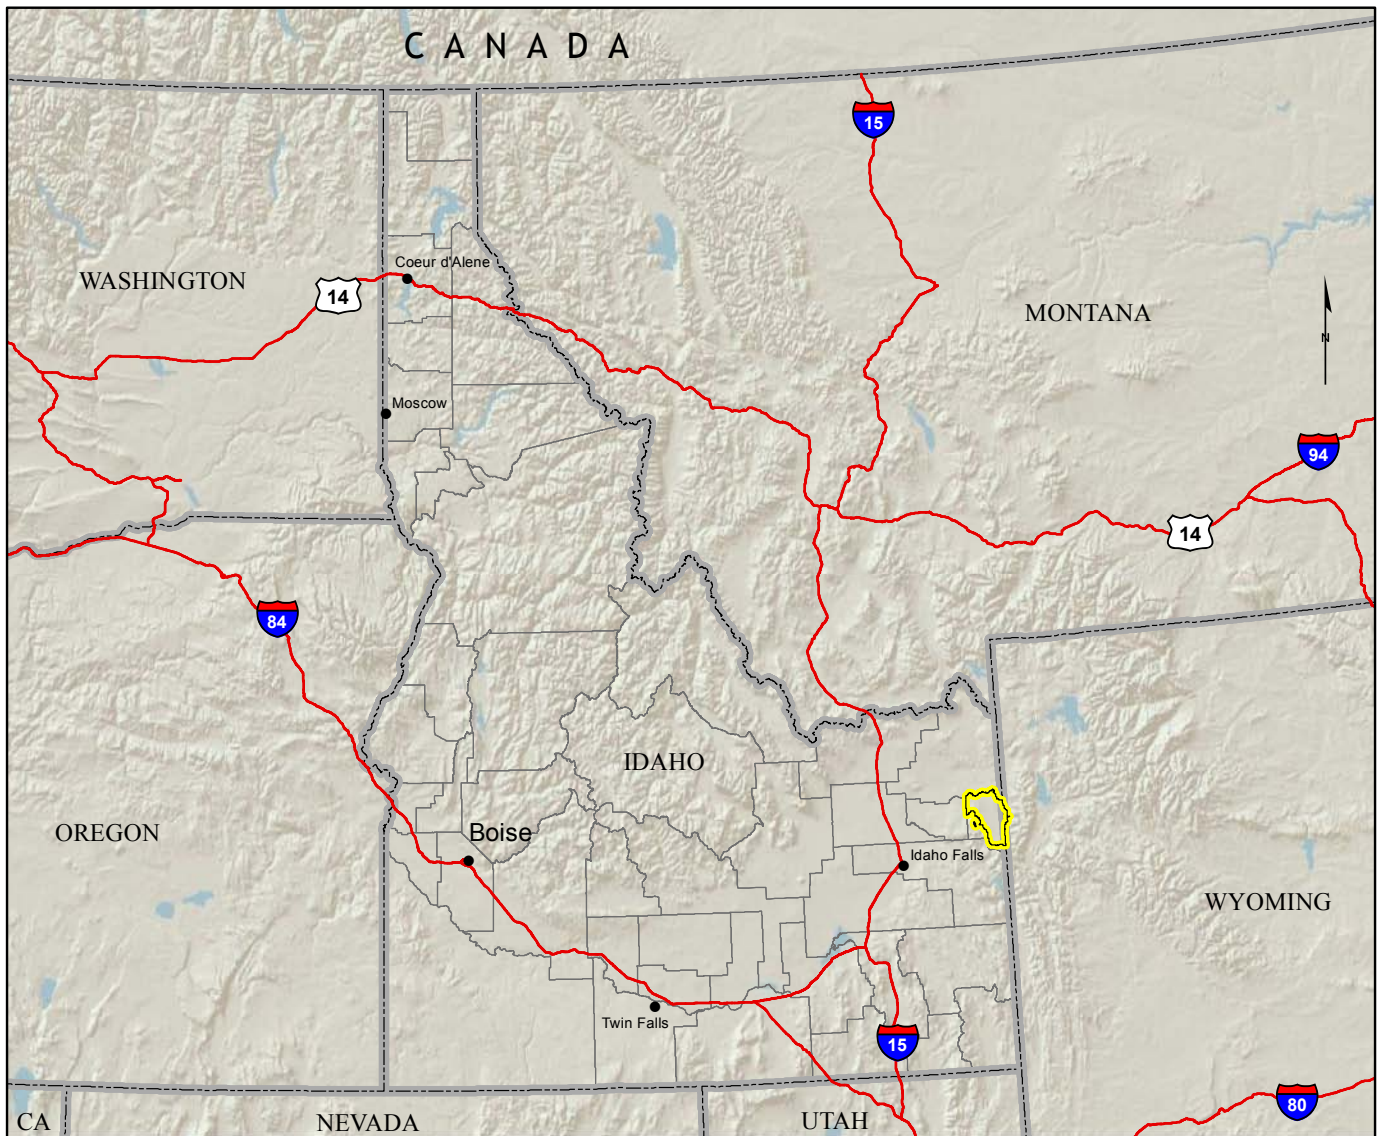 CANADA
15
Coeur d'Alene
WASHINGTON
14
MONTANA
N
Moscow
94
14
84
IDAHO
OREGON
Boise
Idaho Falls
WYOMING
Twin Falls
15
80
CA
NEVADA
UTAH